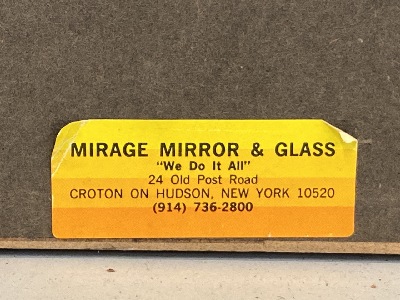 MIRAGE MIRROR & GLASS
"We Do It All"
24 Old Post Road
CROTON ON HUDSON, NEW YORK 10520
(914) 736-2800